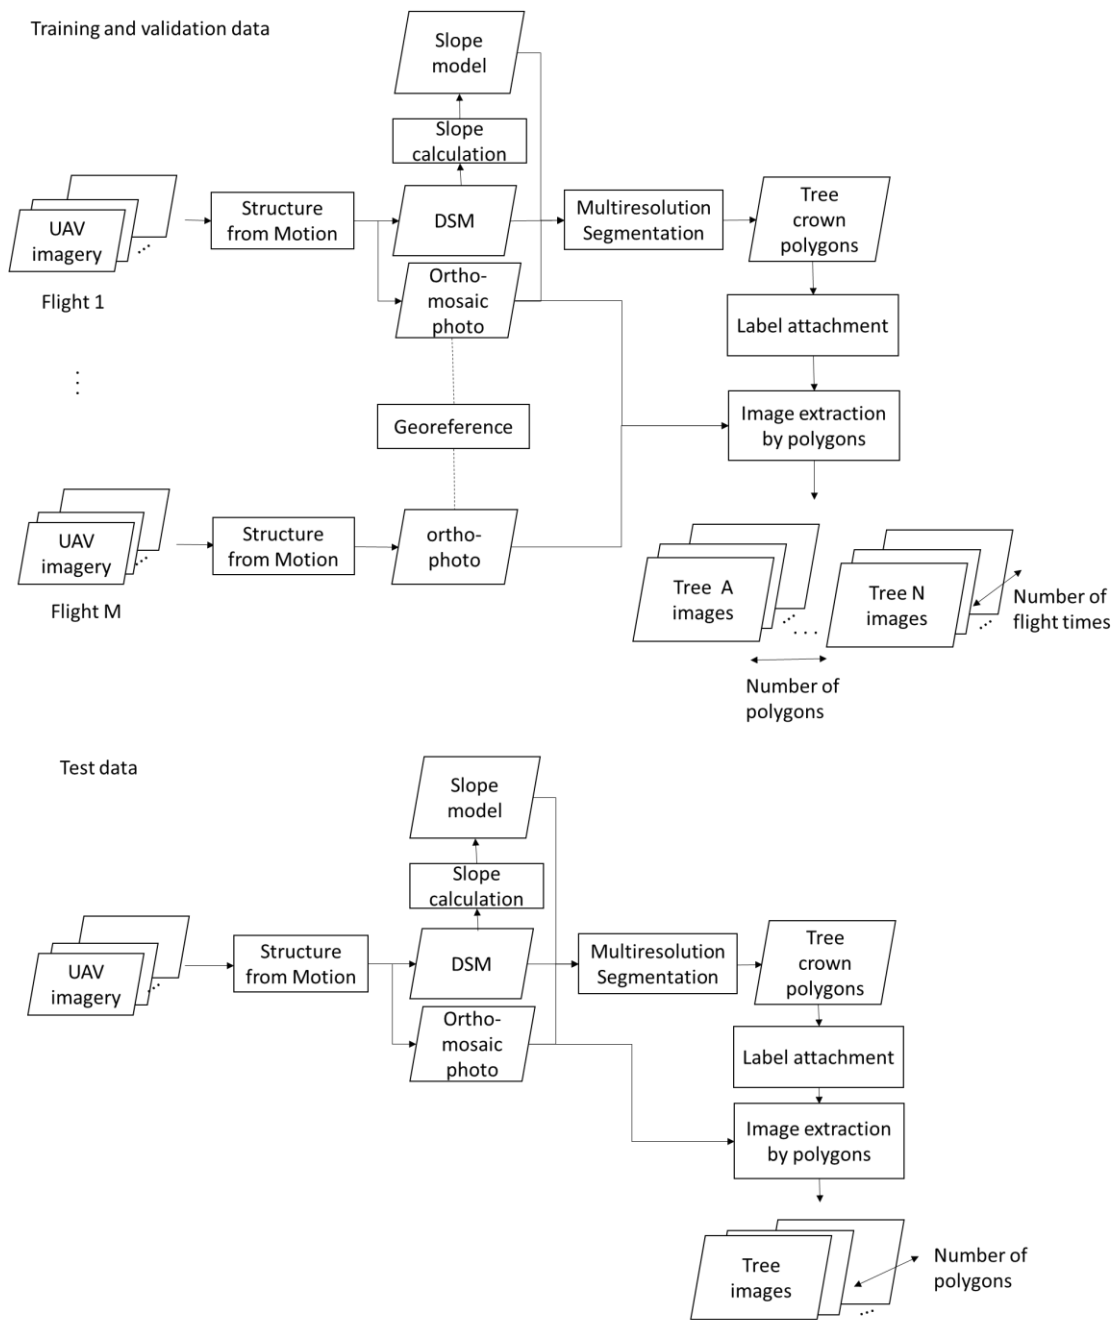 Training and validation data
Slope
model
Slope
calculation
UAV
imagery
...
Flight 1
Structure
from Motion
DSM
Ortho-
mosaic
photo
Multiresolution
Segmentation
Tree
crown
polygons
Label attachment
...
Georeference
Image extraction
by polygons
UAV
imagery
...
Flight M
Structure
from Motion
ortho-
photo
Tree A
images
...
...
Tree N
images
...
Number of
flight times
Number of
polygons
Test data
Slope
model
Slope
calculation
UAV
imagery
...
Structure
from Motion
DSM
Ortho-
mosaic
photo
Multiresolution
Segmentation
Tree
crown
polygons
Label attachment
Image extraction
by polygons
Tree
images
...
Number of
polygons